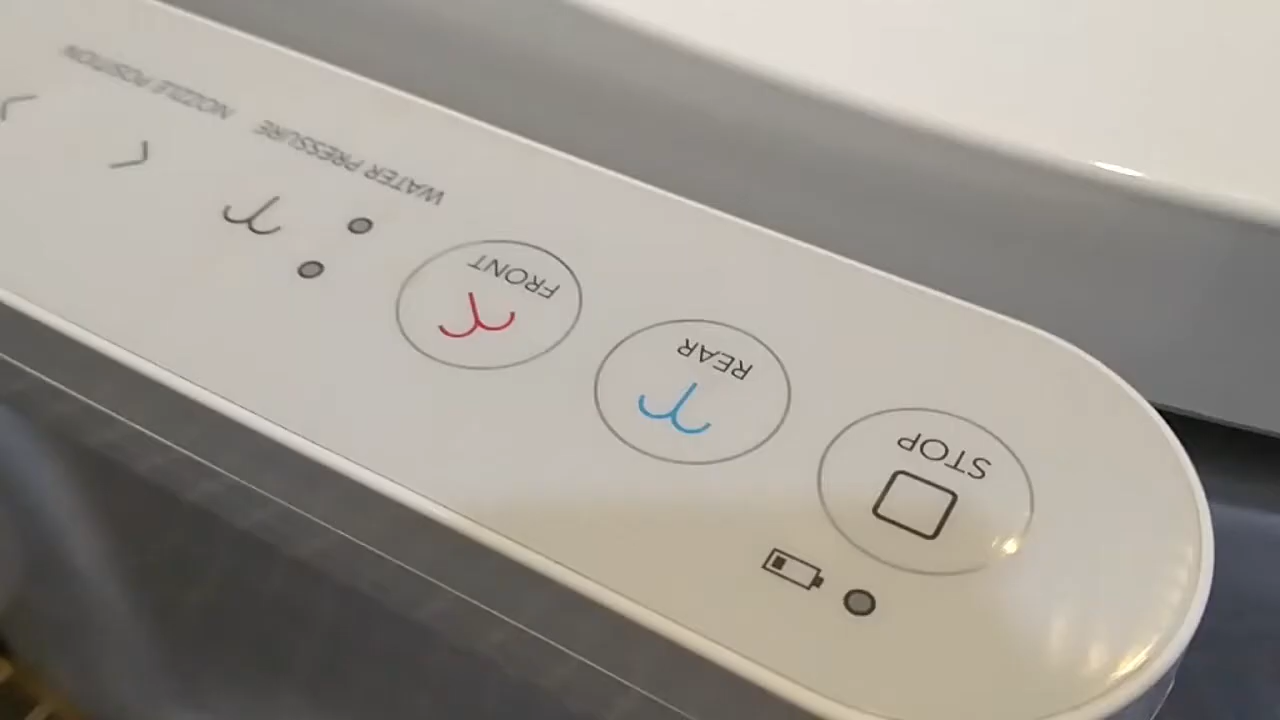 STOP
REAR
FRONT
WATER PRESSURE
NOZZLE POSITION